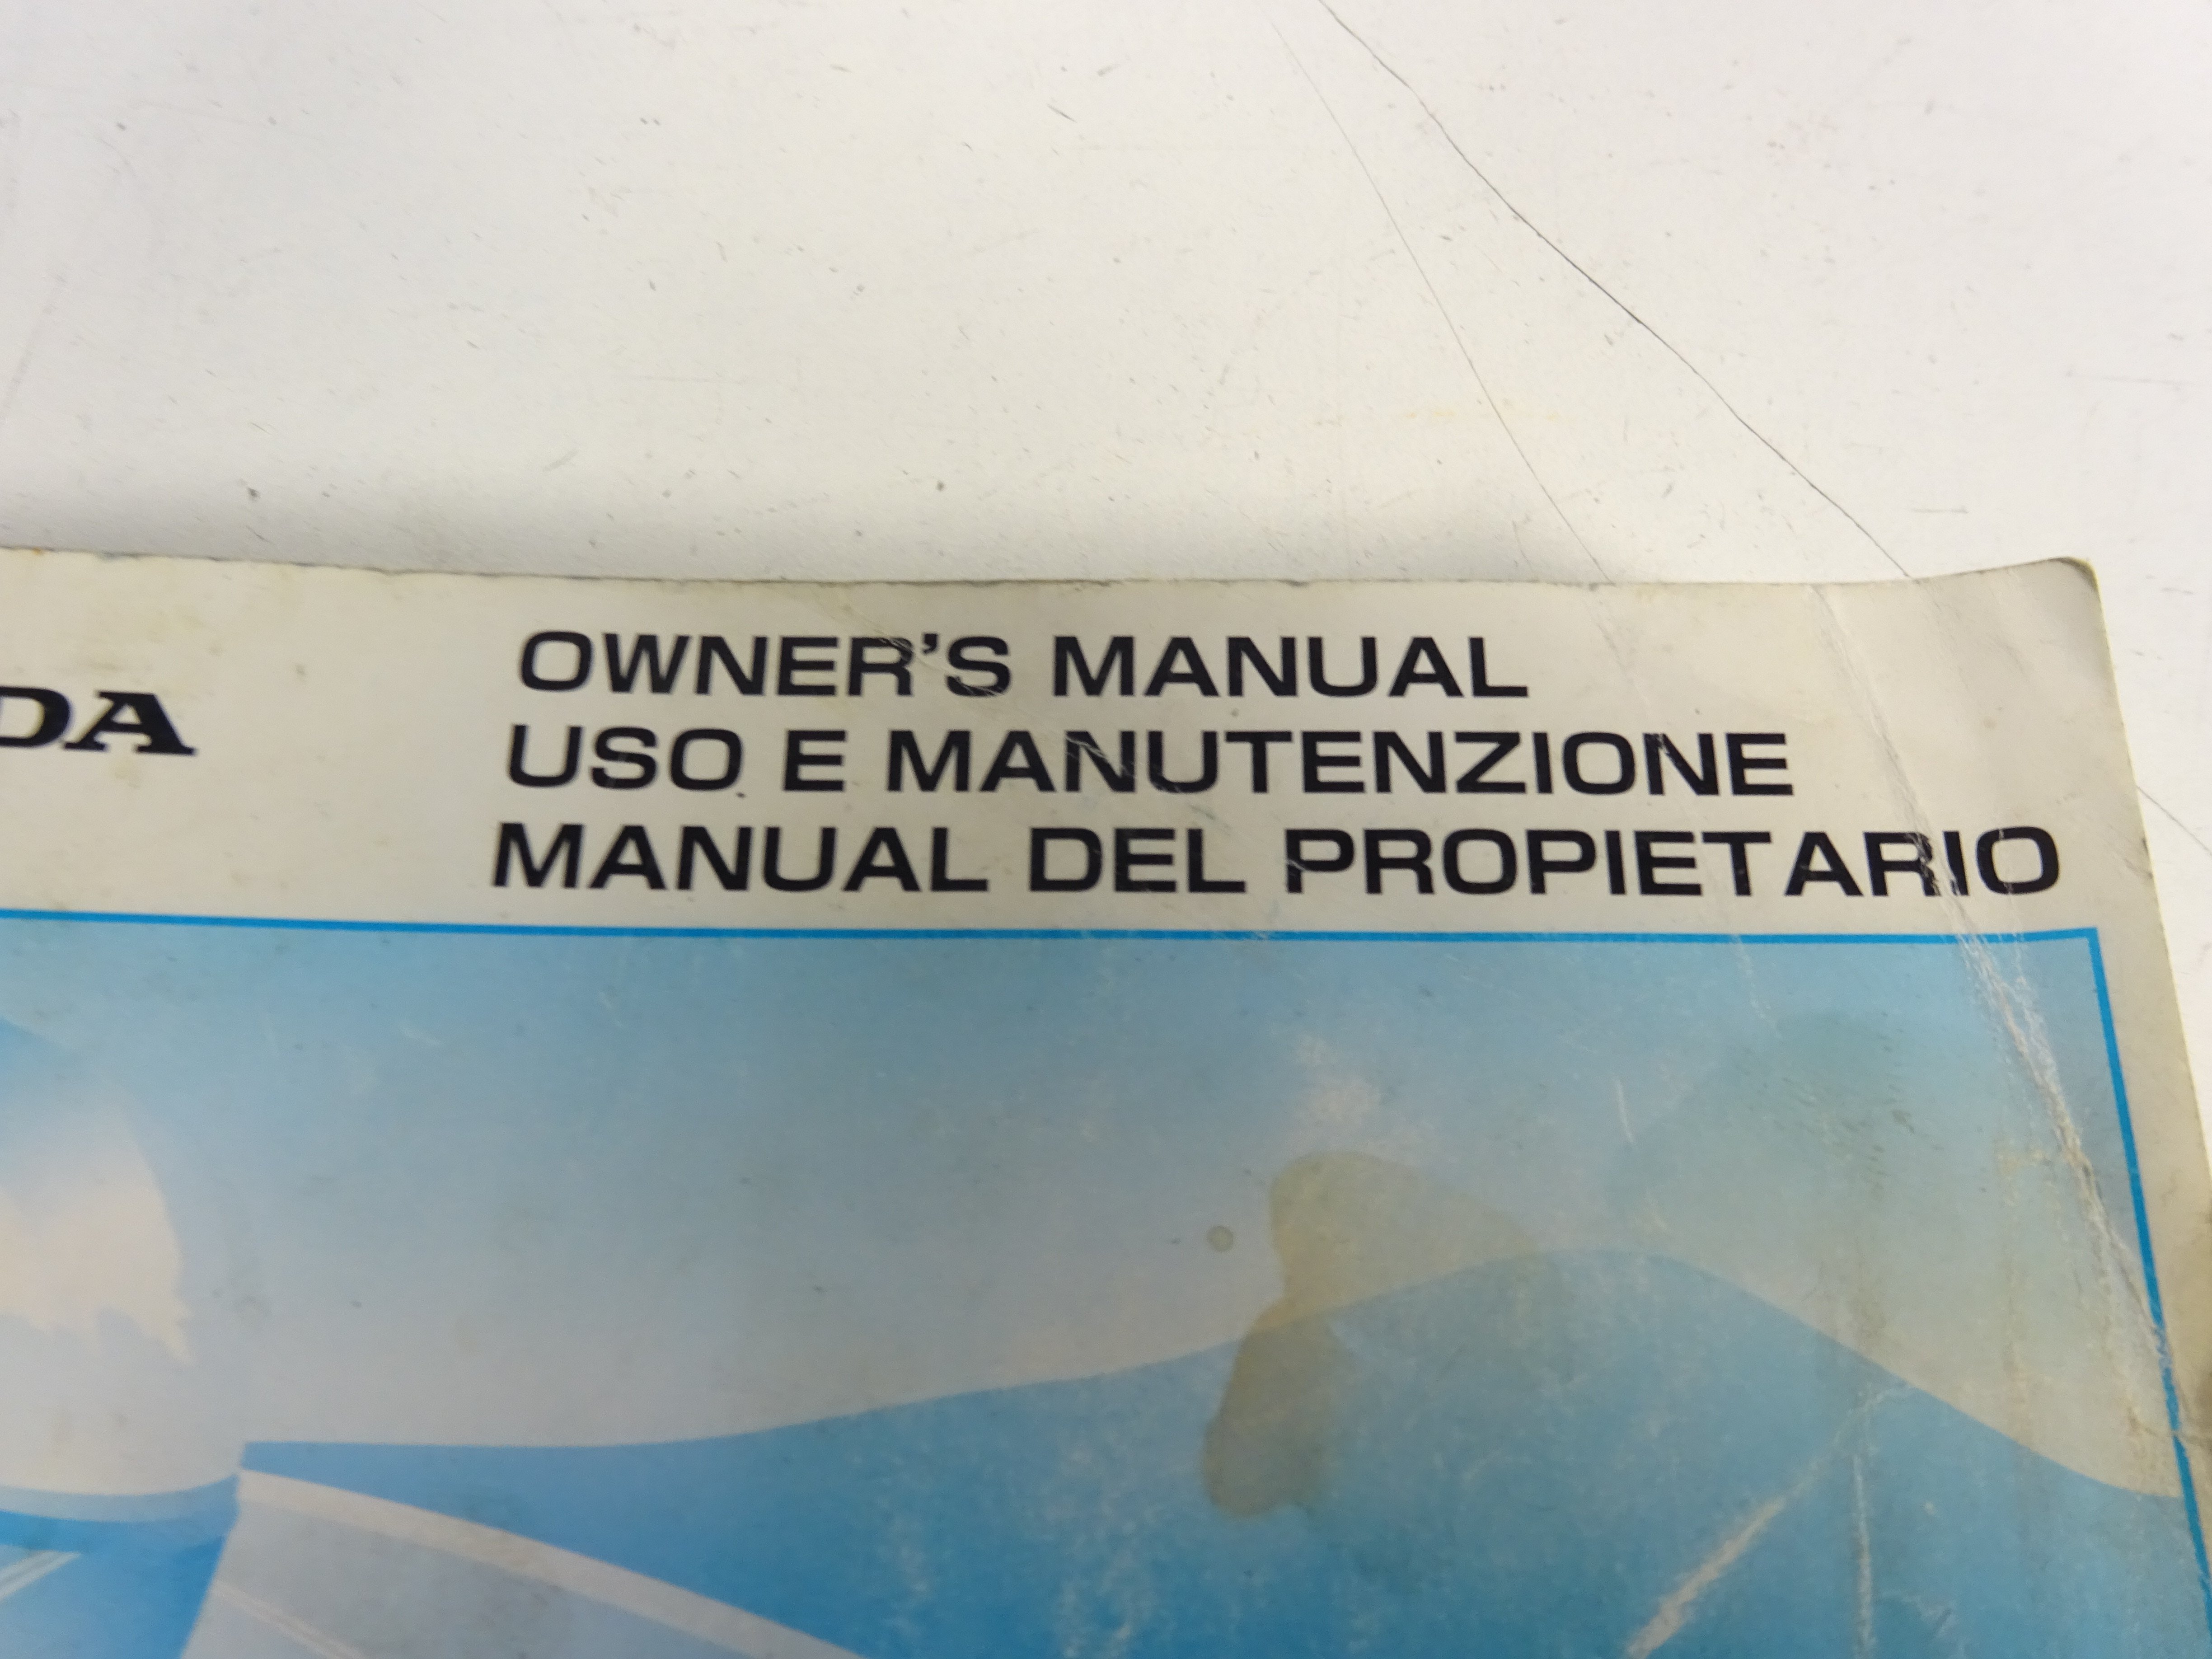 DA
OWNER'S MANUAL
USO E MANUTENZIONE
MANUAL DEL PROPIETARIO